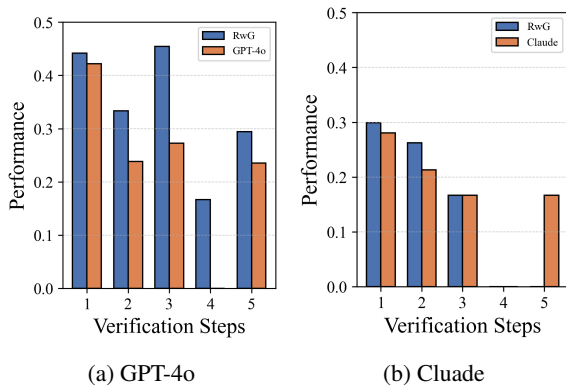 0.5
0.4
0.3
0.2
0.1
0.0
Performance
RwG
GPT-4o
1 2 3 4 5
Verification Steps
(a) GPT-4o
0.5
0.4
0.3
0.2
0.1
0.0
Performance
RwG
Claude
1 2 3 4 5
Verification Steps
(b) Cluade